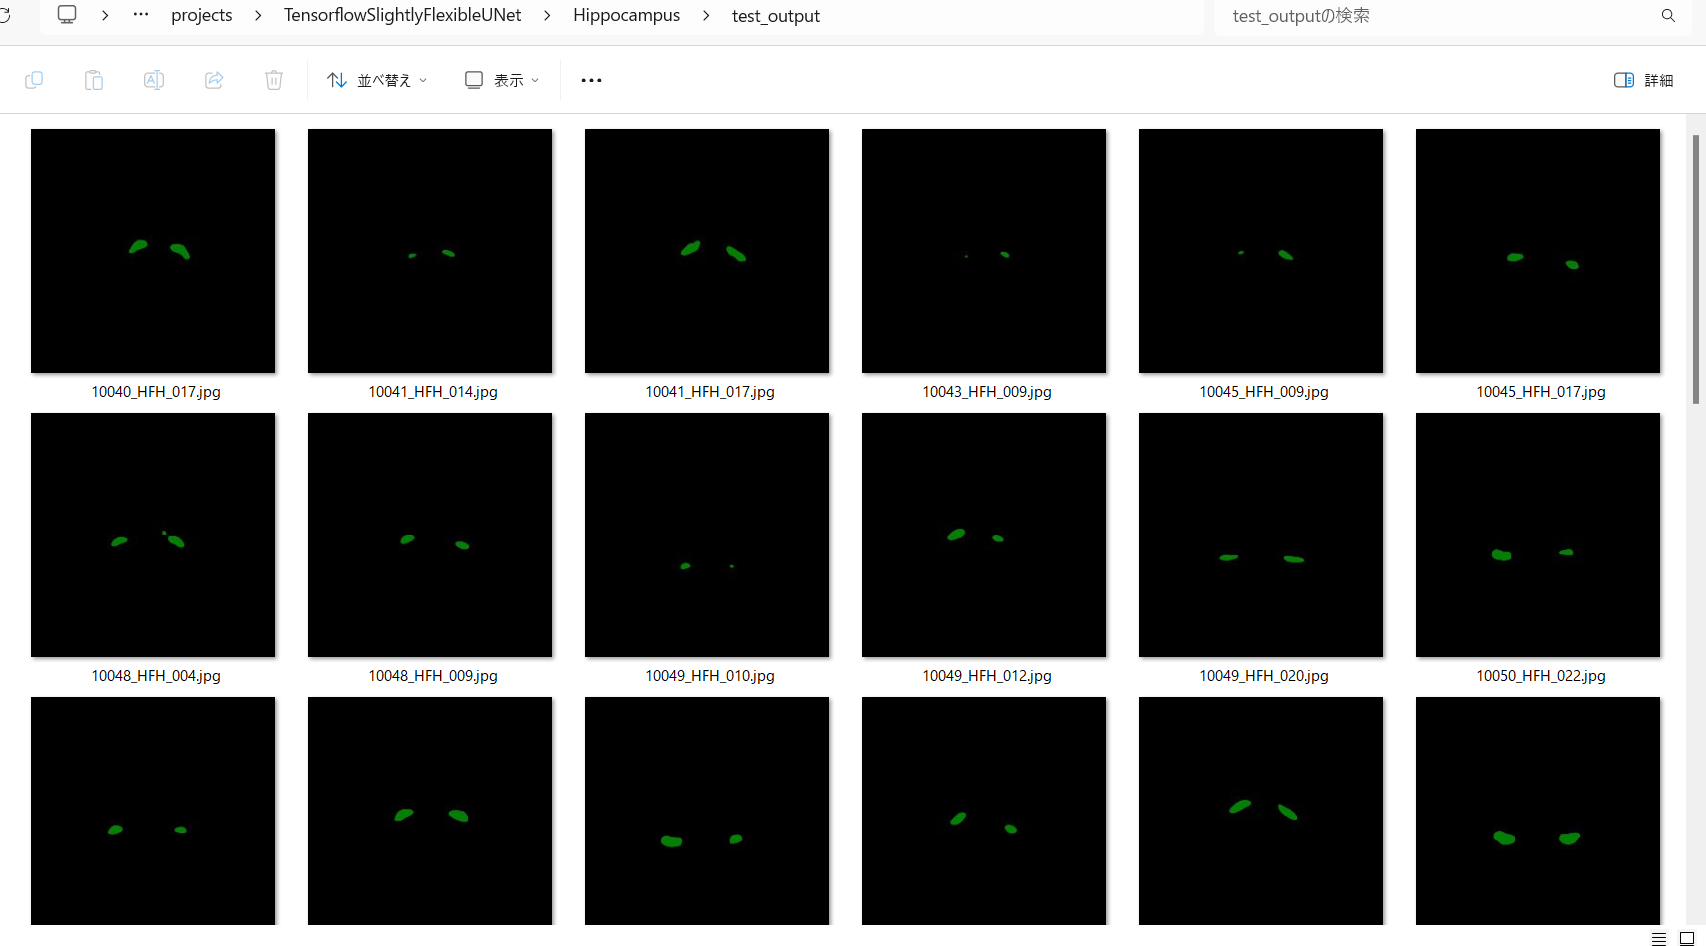 projects > TensorflowSlightlyFlexibleUNet > Hippocampus > test_output
test_outputの検索
並べ替え 表示 詳細
10040_HFH_017.jpg 10041_HFH_014.jpg 10041_HFH_017.jpg 10043_HFH_009.jpg 10045_HFH_009.jpg 10045_HFH_017.jpg
10048_HFH_004.jpg 10048_HFH_009.jpg 10049_HFH_010.jpg 10049_HFH_012.jpg 10049_HFH_020.jpg 10050_HFH_022.jpg